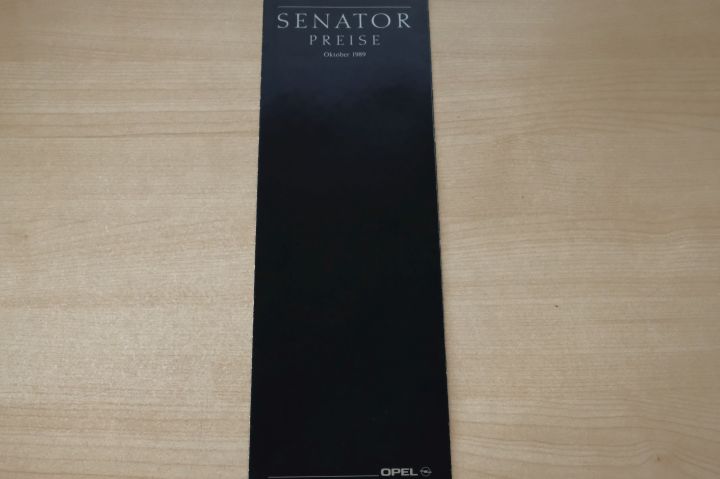 SENATOR
PREISE
Oktober 1989
OPEL